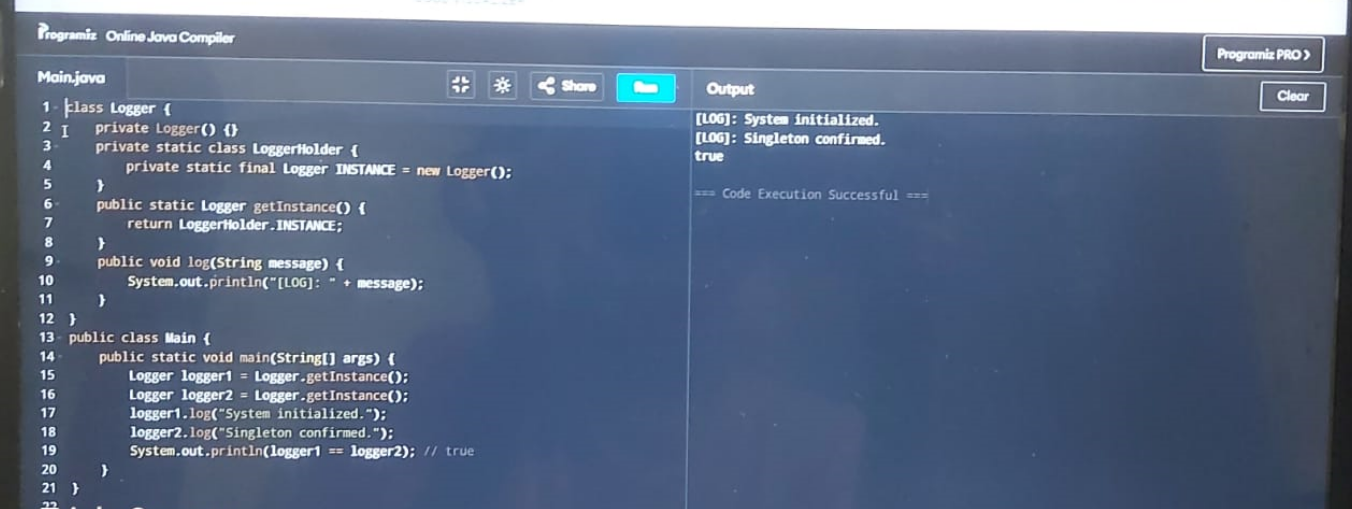 Programiz Online Java Compiler
Programiz PRO >
Main.java
Share
Run
Output
Clear
1 class Logger {
2     private Logger() {}
3     private static class LoggerHolder {
4         private static final Logger INSTANCE = new Logger();
5     }
6     public static Logger getInstance() {
7         return LoggerHolder.INSTANCE;
8     }
9     public void log(String message) {
10         System.out.println("[LOG]: " + message);
11     }
12 }
13 public class Main {
14     public static void main(String[] args) {
15         Logger logger1 = Logger.getInstance();
16         Logger logger2 = Logger.getInstance();
17         logger1.log("System initialized.");
18         logger2.log("Singleton confirmed.");
19         System.out.println(logger1 == logger2); // true
20     }
21 }
22
[LOG]: System initialized.
[LOG]: Singleton confirmed.
true
=== Code Execution Successful ===